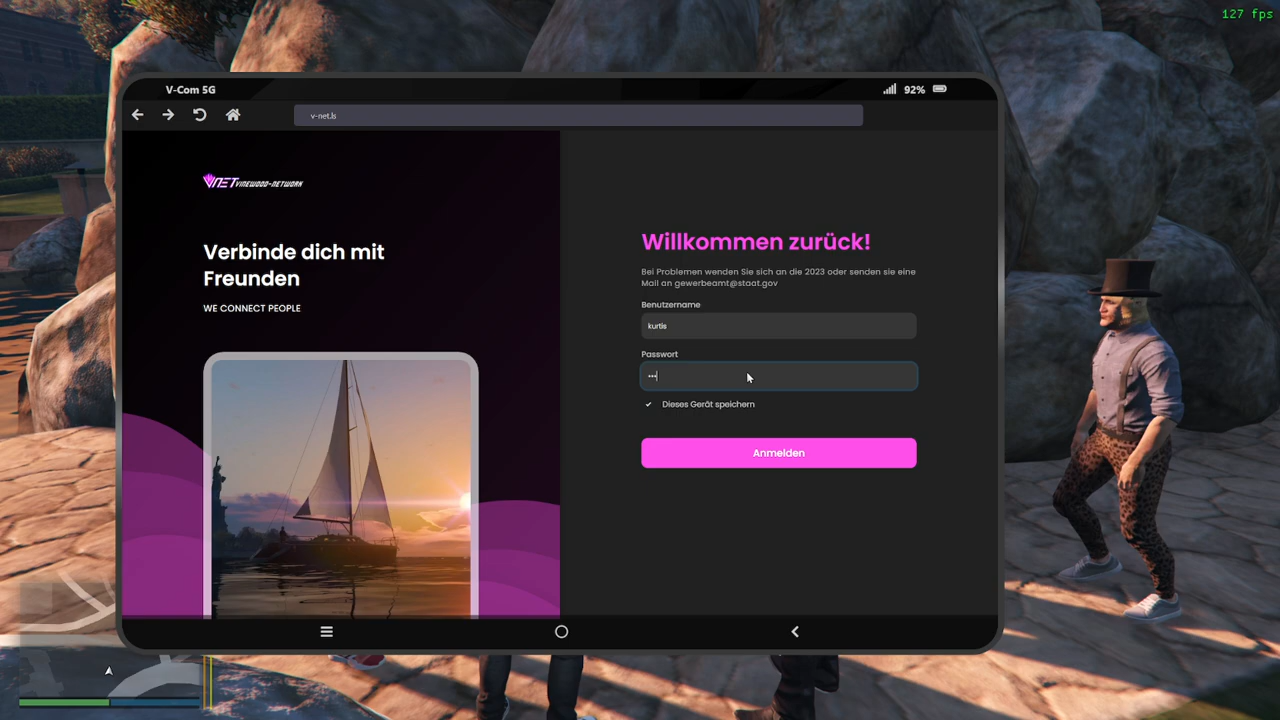 127 fps
V-Com 5G
92%
v-net.ls
VNET VINEWOOD-NETWORK
Verbinde dich mit
Freunden
WE CONNECT PEOPLE
Willkommen zurück!
Bei Problemen wenden Sie sich an die 2023 oder senden sie eine
Mail an gewerbeamt@staat.gov
Benutzername
kurtis
Passwort
Dieses Gerät speichern
Anmelden